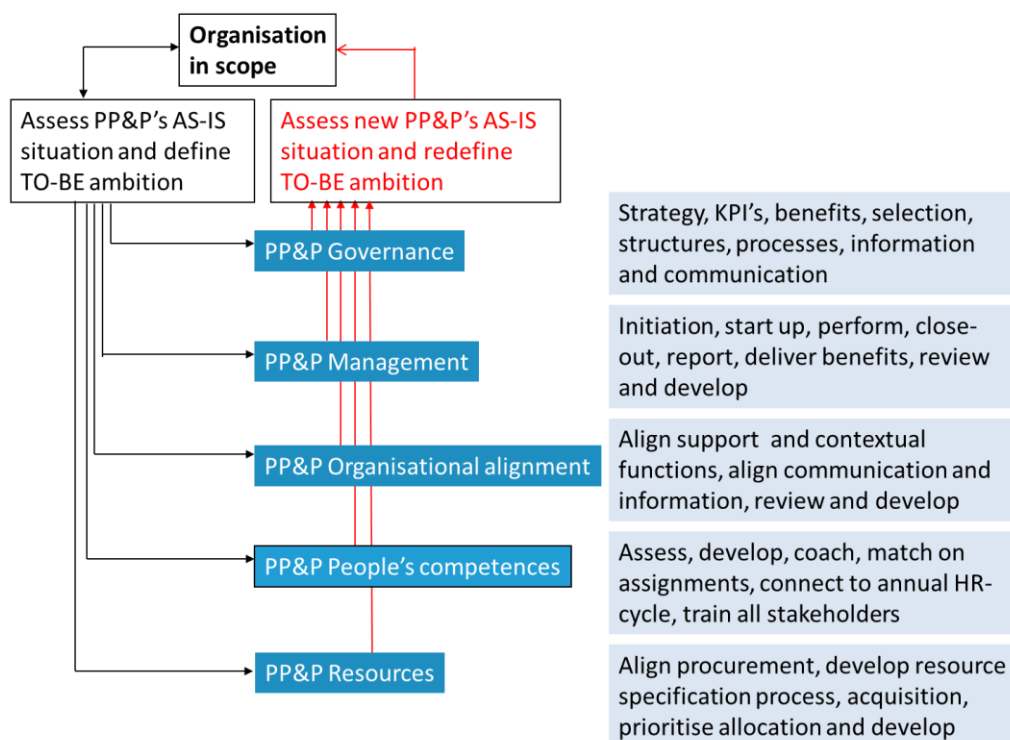 Organisation
in scope
Assess PP&P's AS-IS
situation and define
TO-BE ambition
Assess new PP&P's AS-IS
situation and redefine
TO-BE ambition
PP&P Governance
Strategy, KPI's, benefits, selection,
structures, processes, information
and communication
PP&P Management
Initiation, start up, perform, close-
out, report, deliver benefits, review
and develop
PP&P Organisational alignment
Align support and contextual
functions, align communication and
information, review and develop
PP&P People's competences
Assess, develop, coach, match on
assignments, connect to annual HR-
cycle, train all stakeholders
PP&P Resources
Align procurement, develop resource
specification process, acquisition,
prioritise allocation and develop